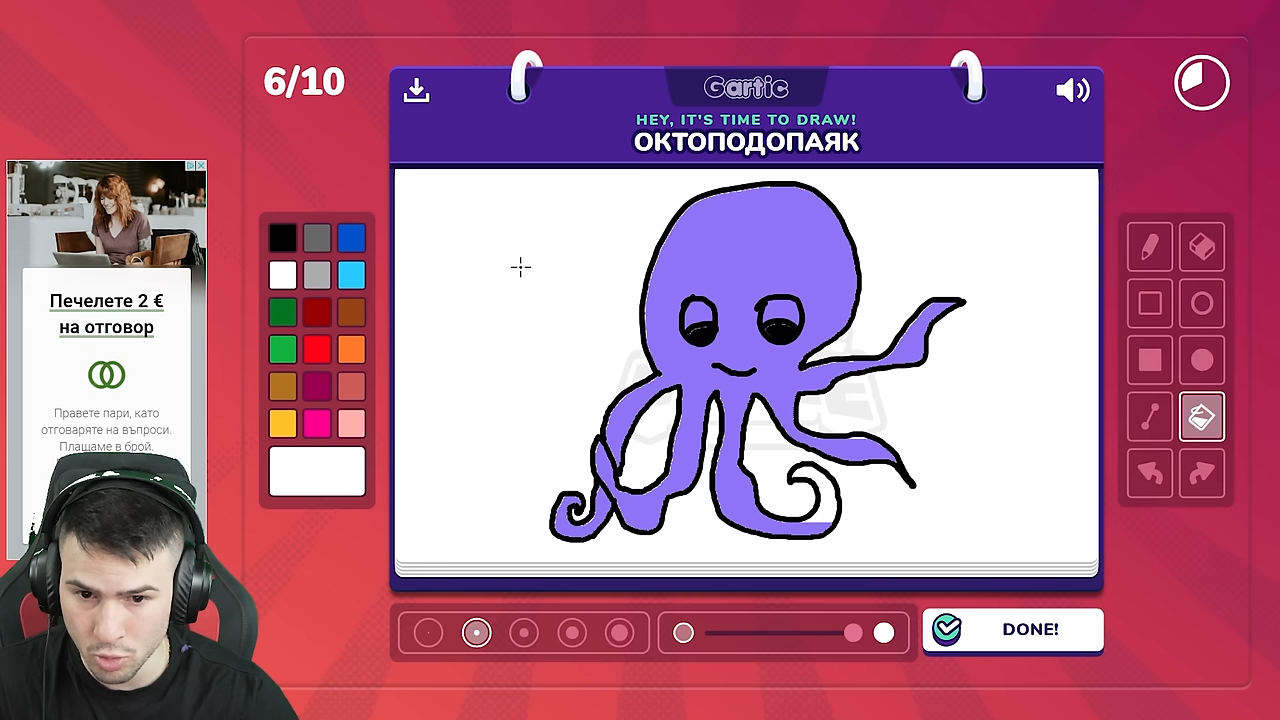 6/10
Gartic
HEY, IT'S TIME TO DRAW!
ОКТОПОДОПАЯК
Печелете 2 €
на отговор
Правете пари, като
отговаряте на въпроси.
Плащаме в брой.
DONE!